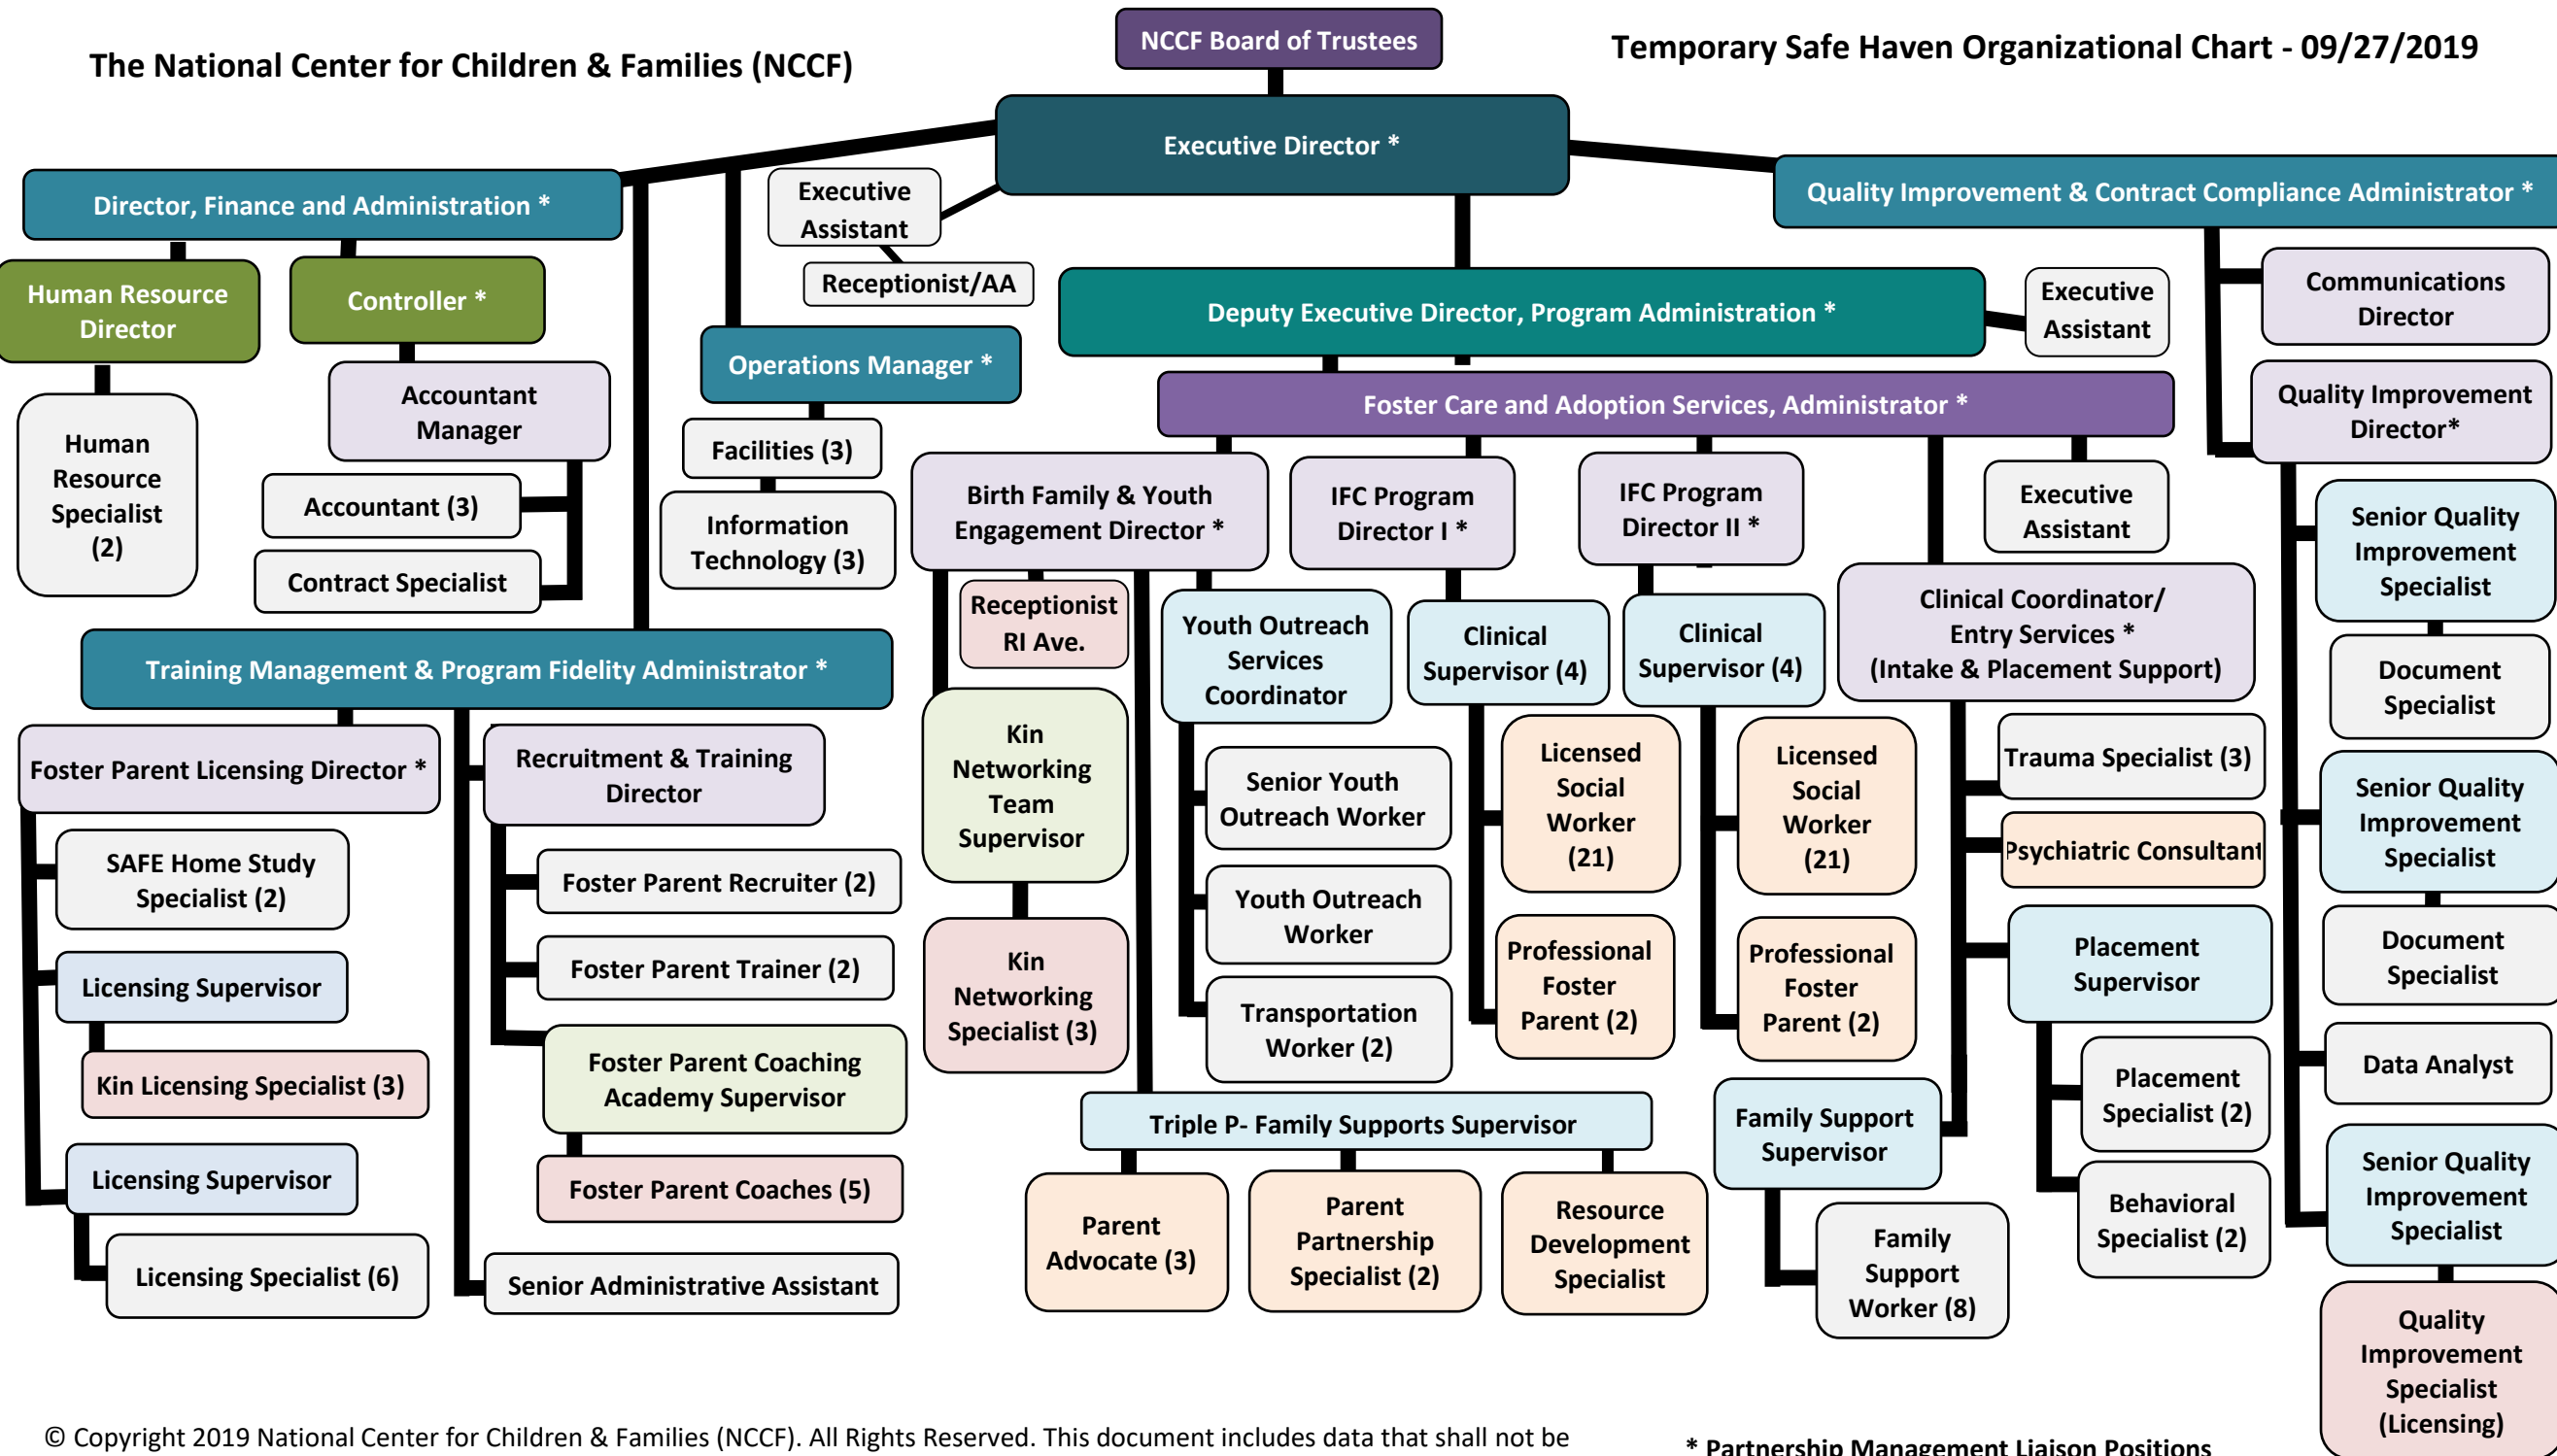 NCCF Board of Trustees
The National Center for Children & Families (NCCF)
Temporary Safe Haven Organizational Chart - 09/27/2019
Executive Director *
Director, Finance and Administration *
Executive
Assistant
Receptionist/AA
Quality Improvement & Contract Compliance Administrator *
Human Resource
Director
Controller *
Deputy Executive Director, Program Administration *
Executive
Assistant
Communications
Director
Operations Manager *
Accountant
Manager
Foster Care and Adoption Services, Administrator *
Quality Improvement
Director*
Human
Resource
Specialist
(2)
Accountant (3)
Contract Specialist
Facilities (3)
Information
Technology (3)
Birth Family & Youth
Engagement Director *
IFC Program
Director I *
IFC Program
Director II *
Executive
Assistant
Senior Quality
Improvement
Specialist
Receptionist
RI Ave.
Youth Outreach
Services
Coordinator
Clinical
Supervisor (4)
Clinical
Supervisor (4)
Clinical Coordinator/
Entry Services *
(Intake & Placement Support)
Document
Specialist
Training Management & Program Fidelity Administrator *
Foster Parent Licensing Director *
Recruitment & Training
Director
Kin
Networking
Team
Supervisor
Senior Youth
Outreach Worker
Licensed
Social
Worker
(21)
Licensed
Social
Worker
(21)
Trauma Specialist (3)
Psychiatric Consultant
Senior Quality
Improvement
Specialist
SAFE Home Study
Specialist (2)
Foster Parent Recruiter (2)
Youth Outreach
Worker
Placement
Supervisor
Document
Specialist
Licensing Supervisor
Foster Parent Trainer (2)
Kin
Networking
Specialist (3)
Transportation
Worker (2)
Professional
Foster
Parent (2)
Professional
Foster
Parent (2)
Kin Licensing Specialist (3)
Foster Parent Coaching
Academy Supervisor
Data Analyst
Placement
Specialist (2)
Triple P- Family Supports Supervisor
Family Support
Supervisor
Licensing Supervisor
Foster Parent Coaches (5)
Parent
Advocate (3)
Parent
Partnership
Specialist (2)
Resource
Development
Specialist
Behavioral
Specialist (2)
Senior Quality
Improvement
Specialist
Licensing Specialist (6)
Senior Administrative Assistant
Family
Support
Worker (8)
Quality
Improvement
Specialist
(Licensing)
© Copyright 2019 National Center for Children & Families (NCCF). All Rights Reserved. This document includes data that shall not be
* Partnership Management Liaison Positions